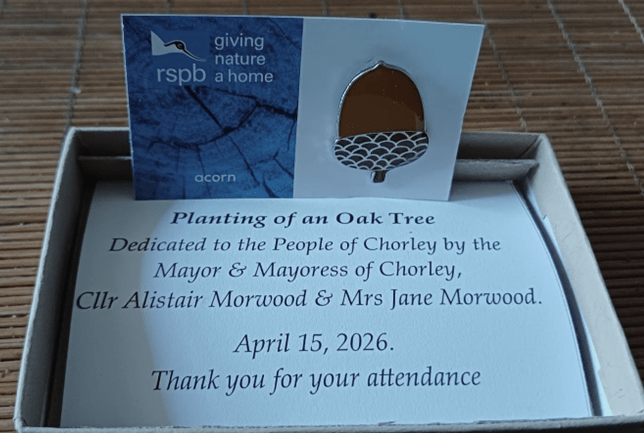 giving
nature
a home
rspb
acorn
Planting of an Oak Tree
Dedicated to the People of Chorley by the
Mayor & Mayoress of Chorley,
Cllr Alistair Morwood & Mrs Jane Morwood.
April 15, 2026.
Thank you for your attendance